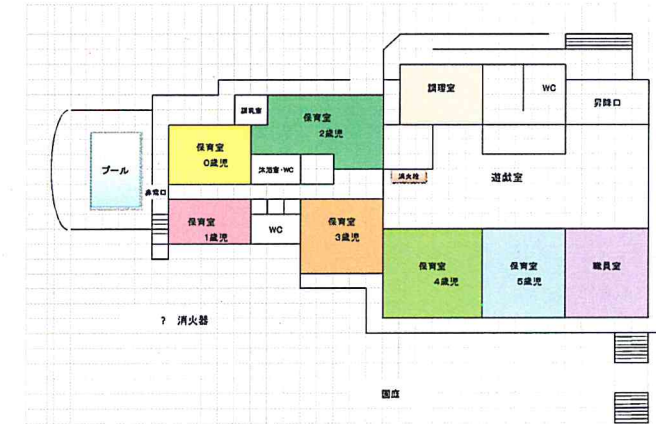 調理室
WC
昇降口
調乳室
保育室
2歳児
保育室
0歳児
沐浴室・WC
プール
非常口
消火栓
遊戯室
保育室
1歳児
WC
保育室
3歳児
保育室
4歳児
保育室
5歳児
職員室
? 消火器
園庭